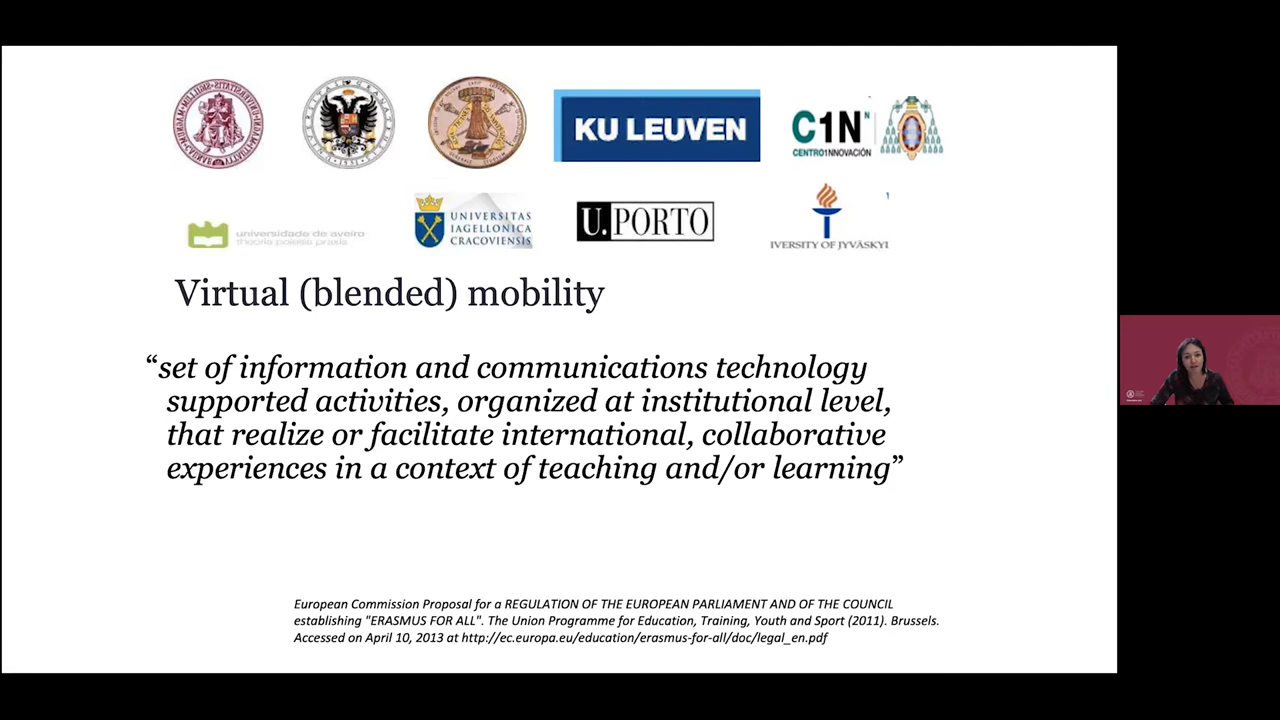 KU LEUVEN
C1N
n
CENTRO1NNOVACIÓN
universidade de aveiro
theoria poiesis praxis
UNIVERSITAS
IAGELLONICA
CRACOVIENSIS
U.PORTO
IVERSITY OF JYVÄSKYL
Virtual (blended) mobility
“set of information and communications technology
supported activities, organized at institutional level,
that realize or facilitate international, collaborative
experiences in a context of teaching and/or learning”
European Commission Proposal for a REGULATION OF THE EUROPEAN PARLIAMENT AND OF THE COUNCIL
establishing "ERASMUS FOR ALL". The Union Programme for Education, Training, Youth and Sport (2011). Brussels.
Accessed on April 10, 2013 at http://ec.europa.eu/education/erasmus-for-all/doc/legal_en.pdf